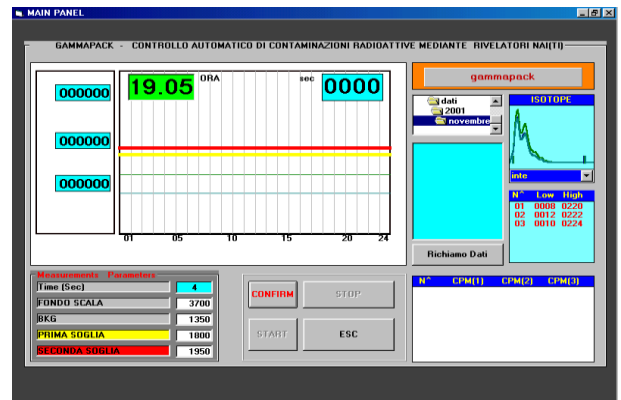 MAIN PANEL
GAMMAPACK - CONTROLLO AUTOMATICO DI CONTAMINAZIONI RADIOATTIVE MEDIANTE RIVELATORI NAI(TI)
000000
000000
000000
19.05 ORA sec 0000
01 05 10 15 20 24
gammapack
dati
2001
novembre
ISOTOPE
inte
N^ Low High
01 0008 0220
02 0012 0222
03 0010 0224
Richiamo Dati
Measurements Parameters
Time (Sec) 4
FONDO SCALA 3700
BKG 1350
PRIMA SOGLIA 1800
SECONDA SOGLIA 1950
CONFIRM STOP
START ESC
N^ CPM(1) CPM(2) CPM(3)